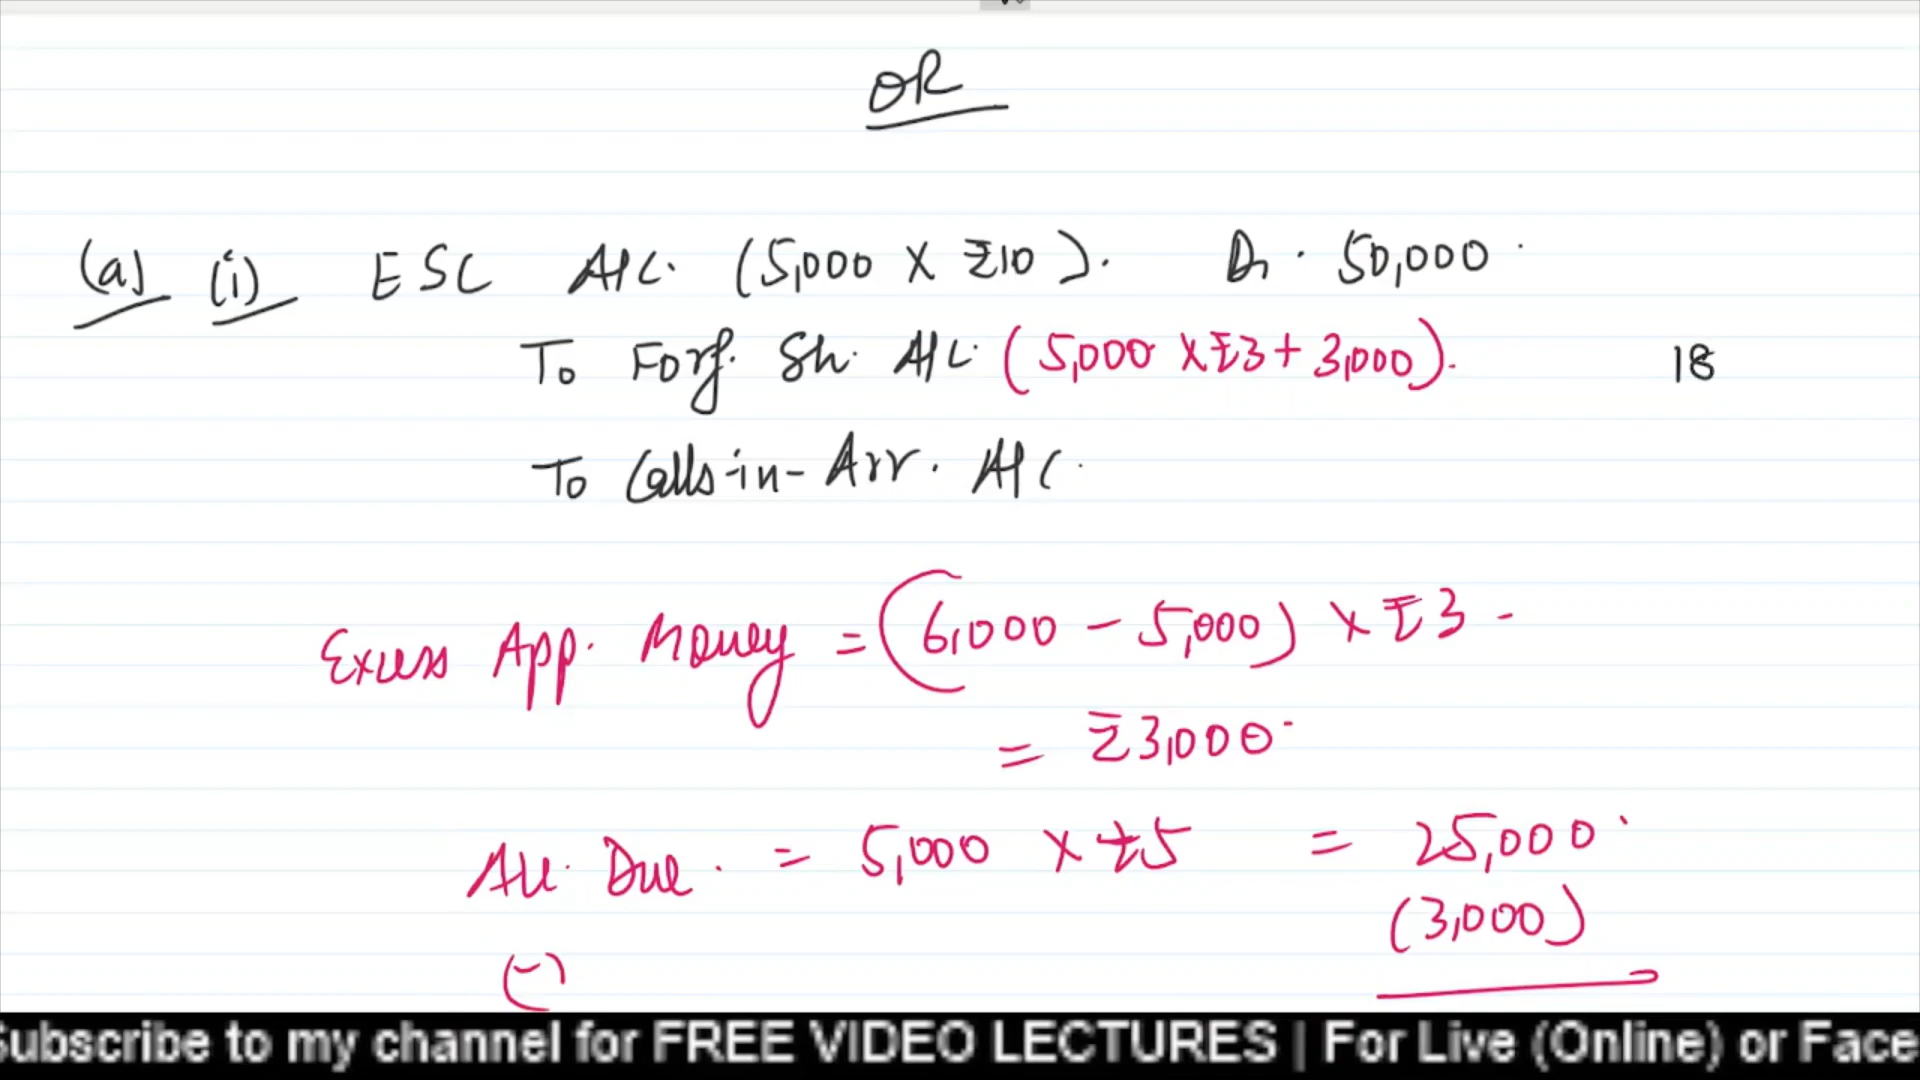 OR
(a) (i) ESC A/C. (5,000 X ₹10). Dr. 50,000
To Forf. Sh. A/C. (5,000 X ₹3 + 3,000). 18
To Calls-in-Arr. A/C.
Excess App. Money = (6,000 - 5,000) X ₹3
= ₹3,000
All. Due. = 5,000 X ₹5 = 25,000
(-) (3,000)
Subscribe to my channel for FREE VIDEO LECTURES | For Live (Online) or Face